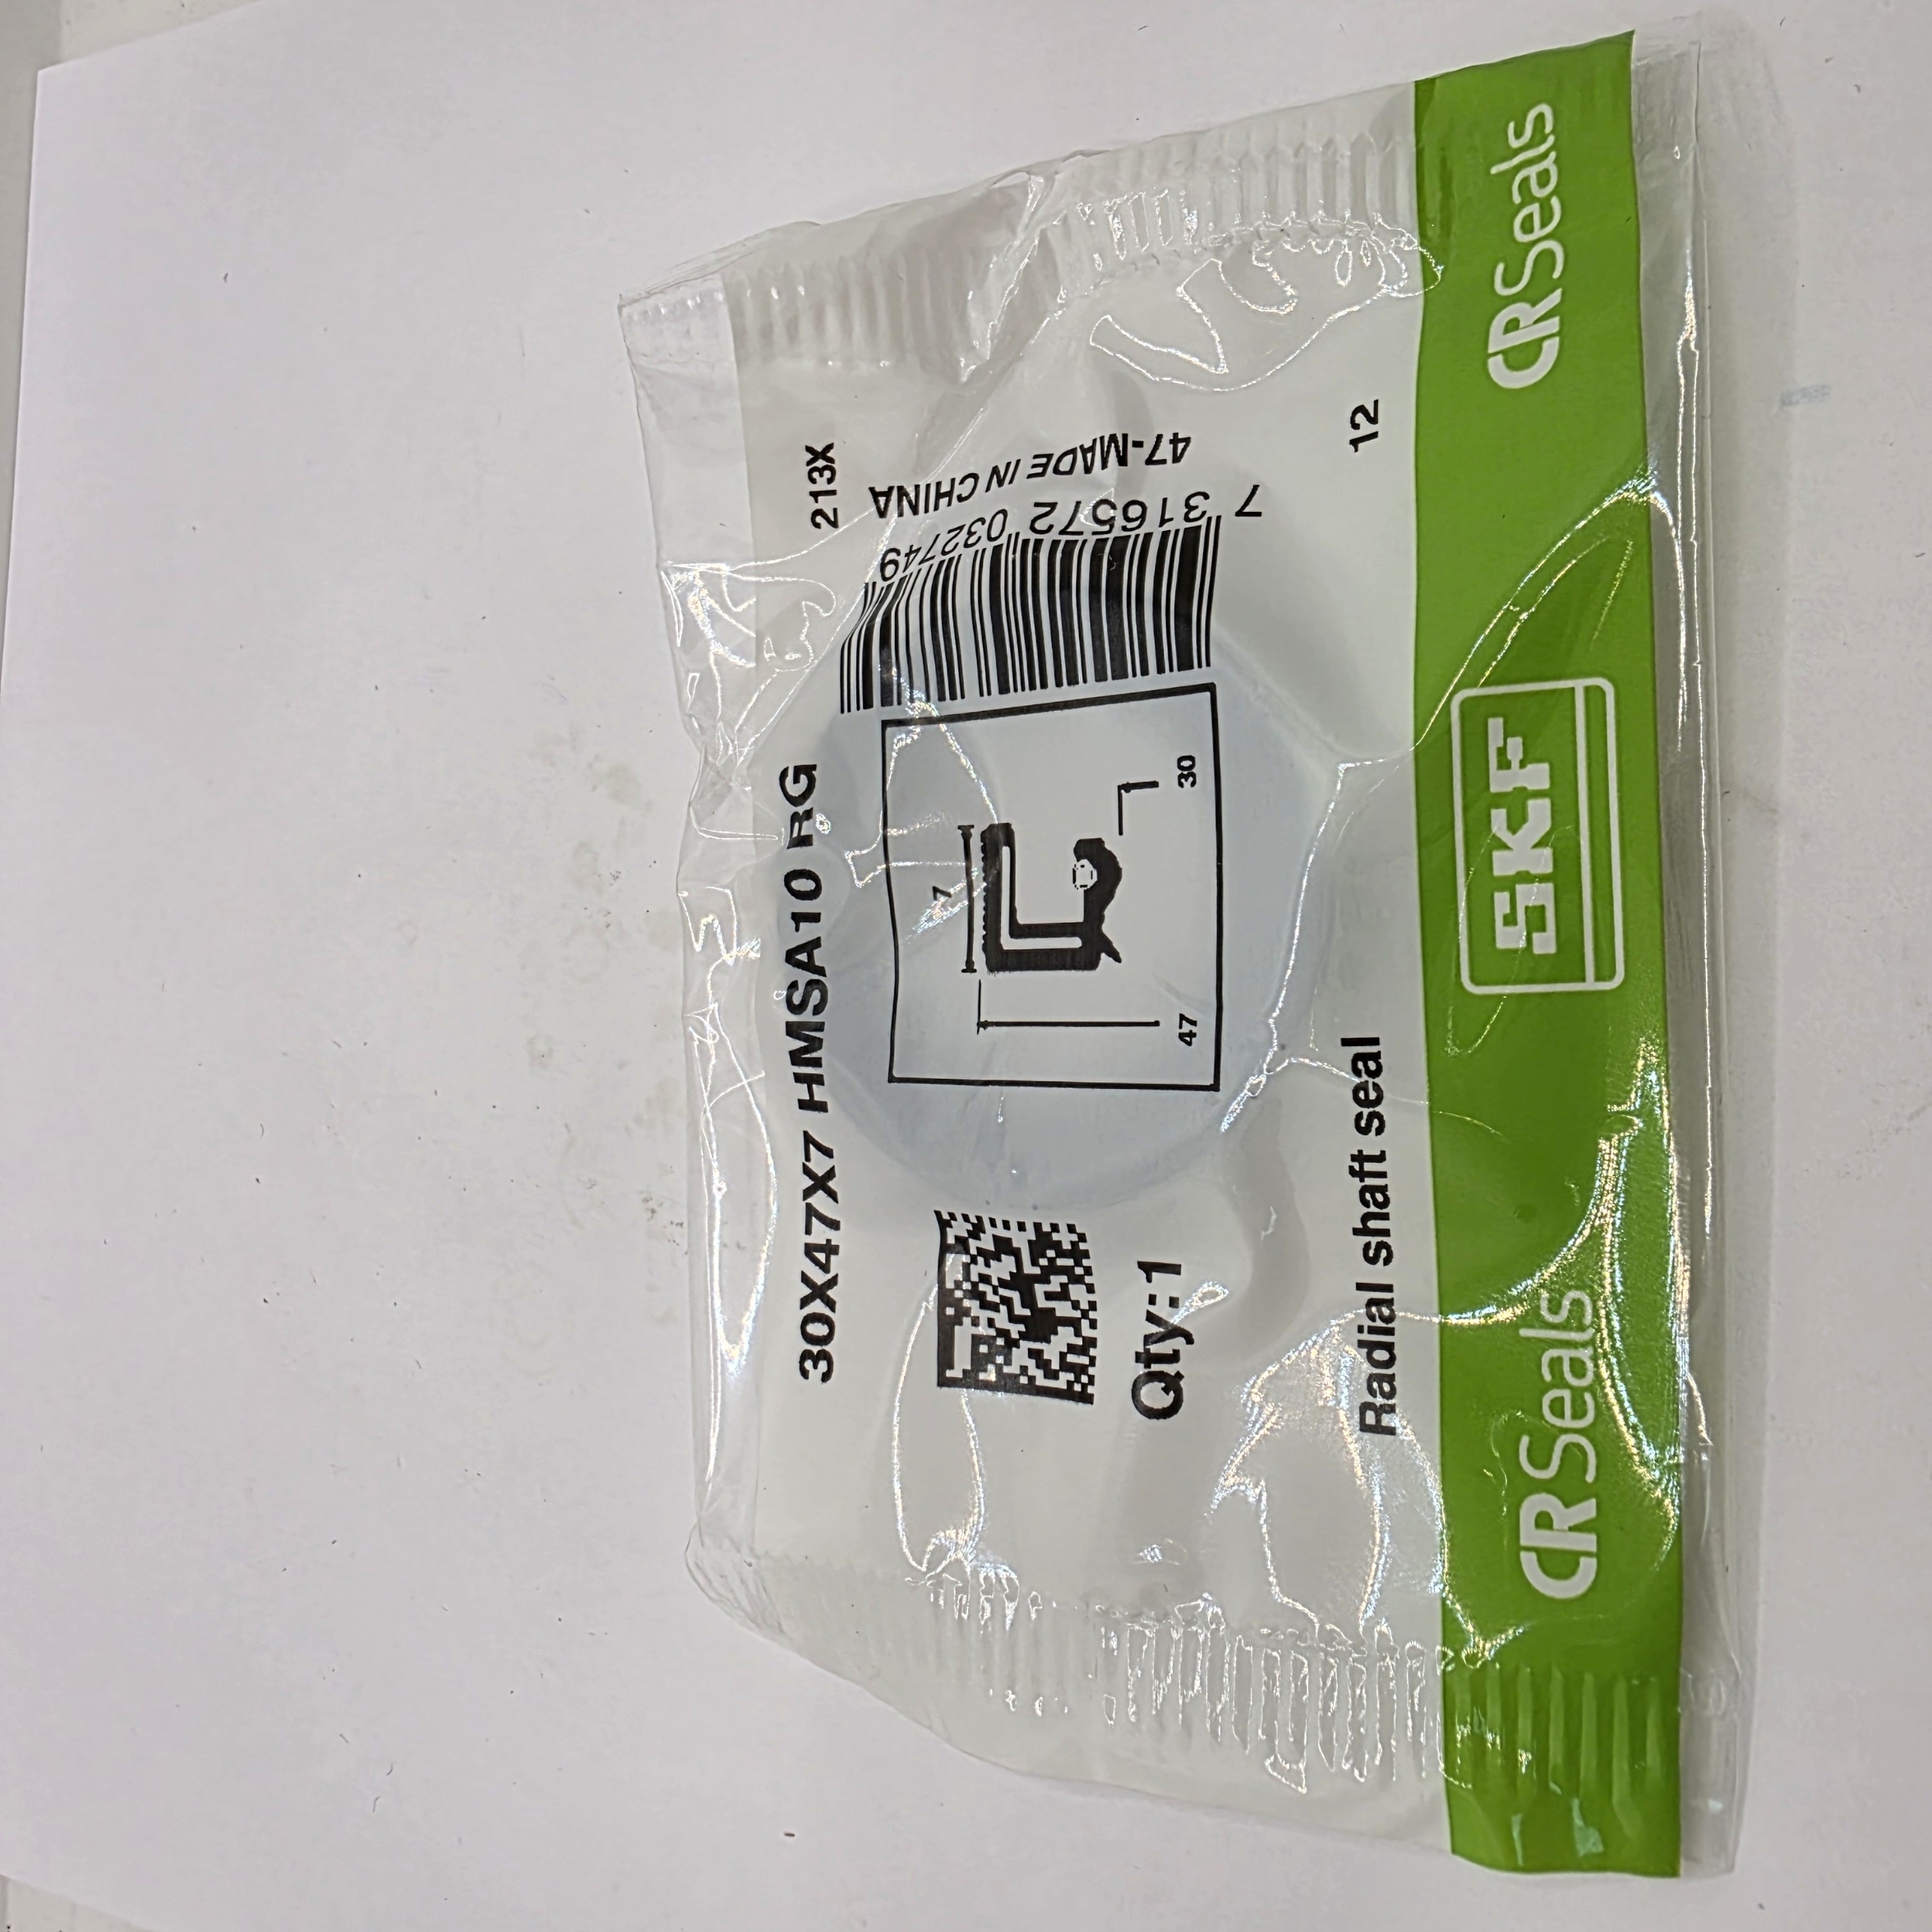 30X47X7 HMSA10 RG
213X
Qty.:1
7
47
30
7 316572 032749
47-MADE IN CHINA
Radial shaft seal
12
CR Seals
SKF
CR Seals